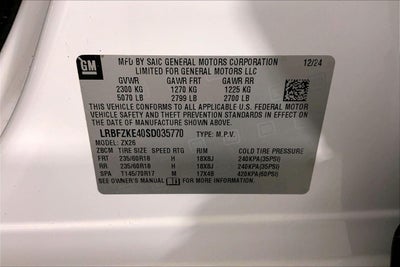 GM
MFD BY SAIC GENERAL MOTORS CORPORATION 12/24
LIMITED FOR GENERAL MOTORS LLC
GVWR GAWR FRT GAWR RR
2300 KG 1270 KG 1225 KG
5070 LB 2799 LB 2700 LB
THIS VEHICLE CONFORMS TO ALL APPLICABLE U.S. FEDERAL MOTOR
VEHICLE SAFETY, BUMPER, AND THEFT PREVENTION STANDARDS
IN EFFECT ON THE DATE OF MANUFACTURE SHOWN ABOVE.
LRBFZKE40SD035770 TYPE: M.P.V.
MODEL: ZX26
ZBCM TIRE SIZE SPEED RTG RIM COLD TIRE PRESSURE
FRT 235/60R18 H 18X8J 240KPA(35PSI)
RR 235/60R18 H 18X8J 240KPA(35PSI)
SPA T145/70R17 M 17X4B 420KPA(60PSI)
SEE OWNER'S MANUAL FOR MORE INFORMATION.